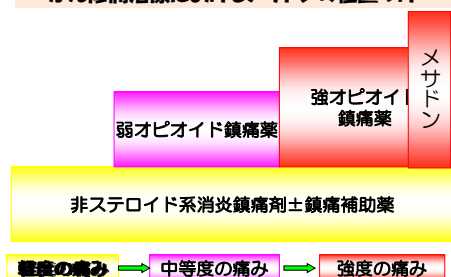 メサドン
強オピオイド
鎮痛薬
弱オピオイド鎮痛薬
非ステロイド系消炎鎮痛剤±鎮痛補助薬
軽度の痛み
中等度の痛み
強度の痛み